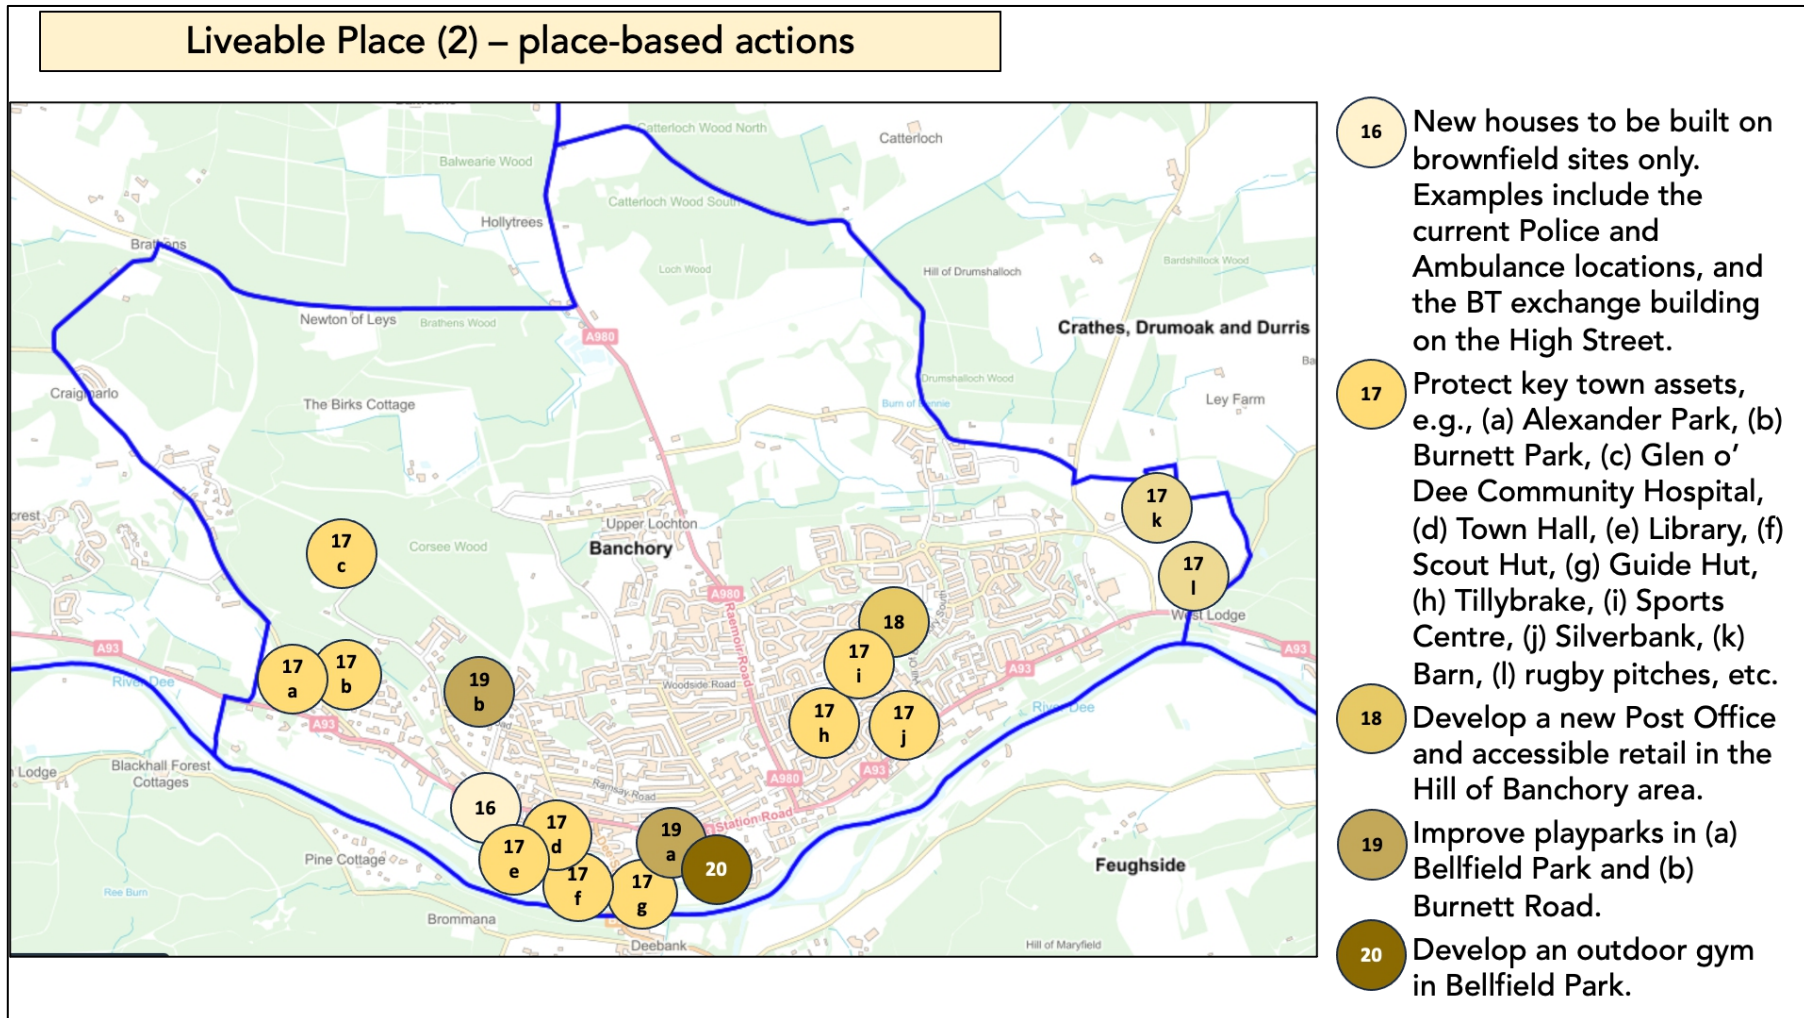 Liveable Place (2) – place-based actions
Catterloch Wood North
Catterloch
Balwearie Wood
Catterloch Wood South
Hollytrees
Brathens
Loch Wood
Hill of Drumshalloch
Bardshillock Wood
Newton of Leys
Brathens Wood
A980
Crathes, Drumoak and Durris
Drumshalloch Wood
Craigmarlo
The Birks Cottage
Burn of Bennie
Ley Farm
crest
Upper Lochton
Corsee Wood
Banchory
17
k
17
c
17
l
A980
Raemoir Road
18
West Lodge
A93
A93
17
i
A93
17
a
17
b
River Dee
19
b
Woodside Road
17
h
17
j
River Dee
A93
Lodge
Blackhall Forest
Cottages
A980
A93
Ramsay Road
16
Station Road
17
d
19
a
17
e
20
Pine Cottage
Feughside
17
f
17
g
Ree Burn
Brommana
Deebank
Hill of Maryfield
16
New houses to be built on
brownfield sites only.
Examples include the
current Police and
Ambulance locations, and
the BT exchange building
on the High Street.
17
Protect key town assets,
e.g., (a) Alexander Park, (b)
Burnett Park, (c) Glen o’
Dee Community Hospital,
(d) Town Hall, (e) Library, (f)
Scout Hut, (g) Guide Hut,
(h) Tillybrake, (i) Sports
Centre, (j) Silverbank, (k)
Barn, (l) rugby pitches, etc.
18
Develop a new Post Office
and accessible retail in the
Hill of Banchory area.
19
Improve playparks in (a)
Bellfield Park and (b)
Burnett Road.
20
Develop an outdoor gym
in Bellfield Park.